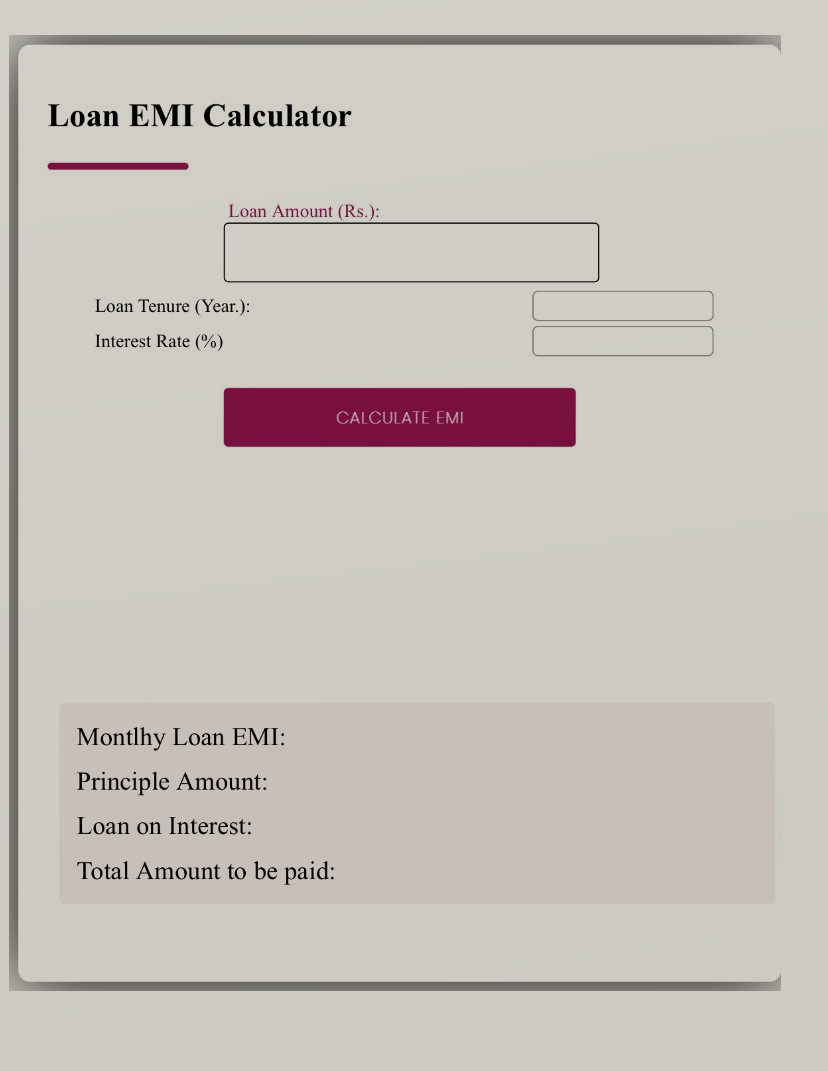 Loan EMI Calculator
Loan Amount (Rs.):
Loan Tenure (Year.):
Interest Rate (%)
CALCULATE EMI
Montlhy Loan EMI:
Principle Amount:
Loan on Interest:
Total Amount to be paid: